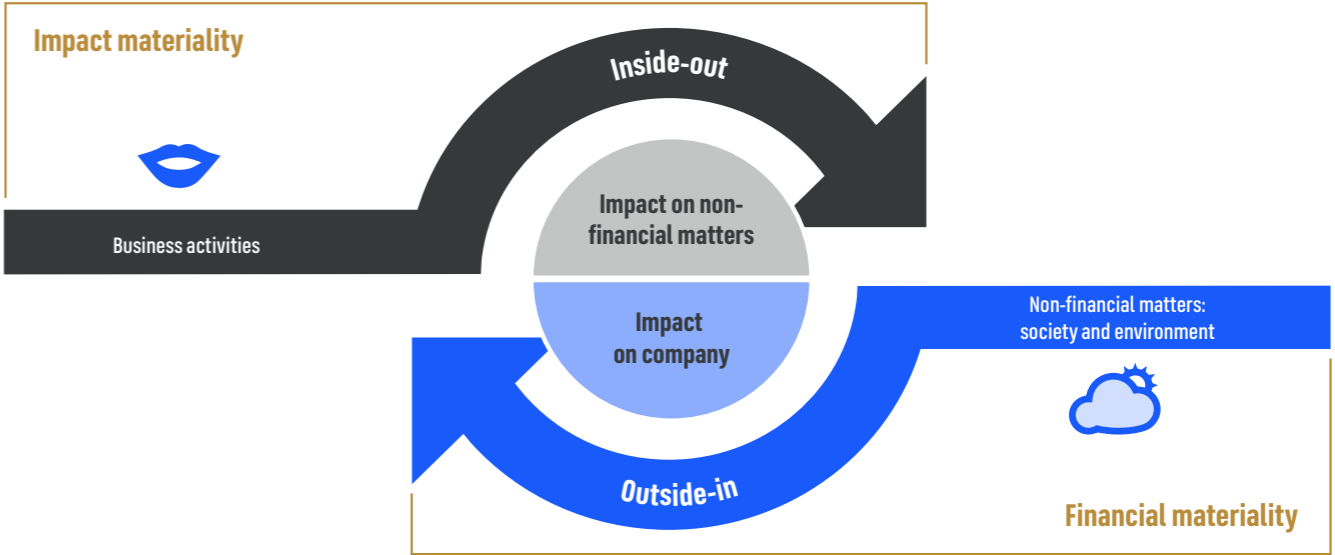 Impact materiality
Inside-out
Business activities
Impact on non-
financial matters
Impact
on company
Non-financial matters:
society and environment
Outside-in
Financial materiality